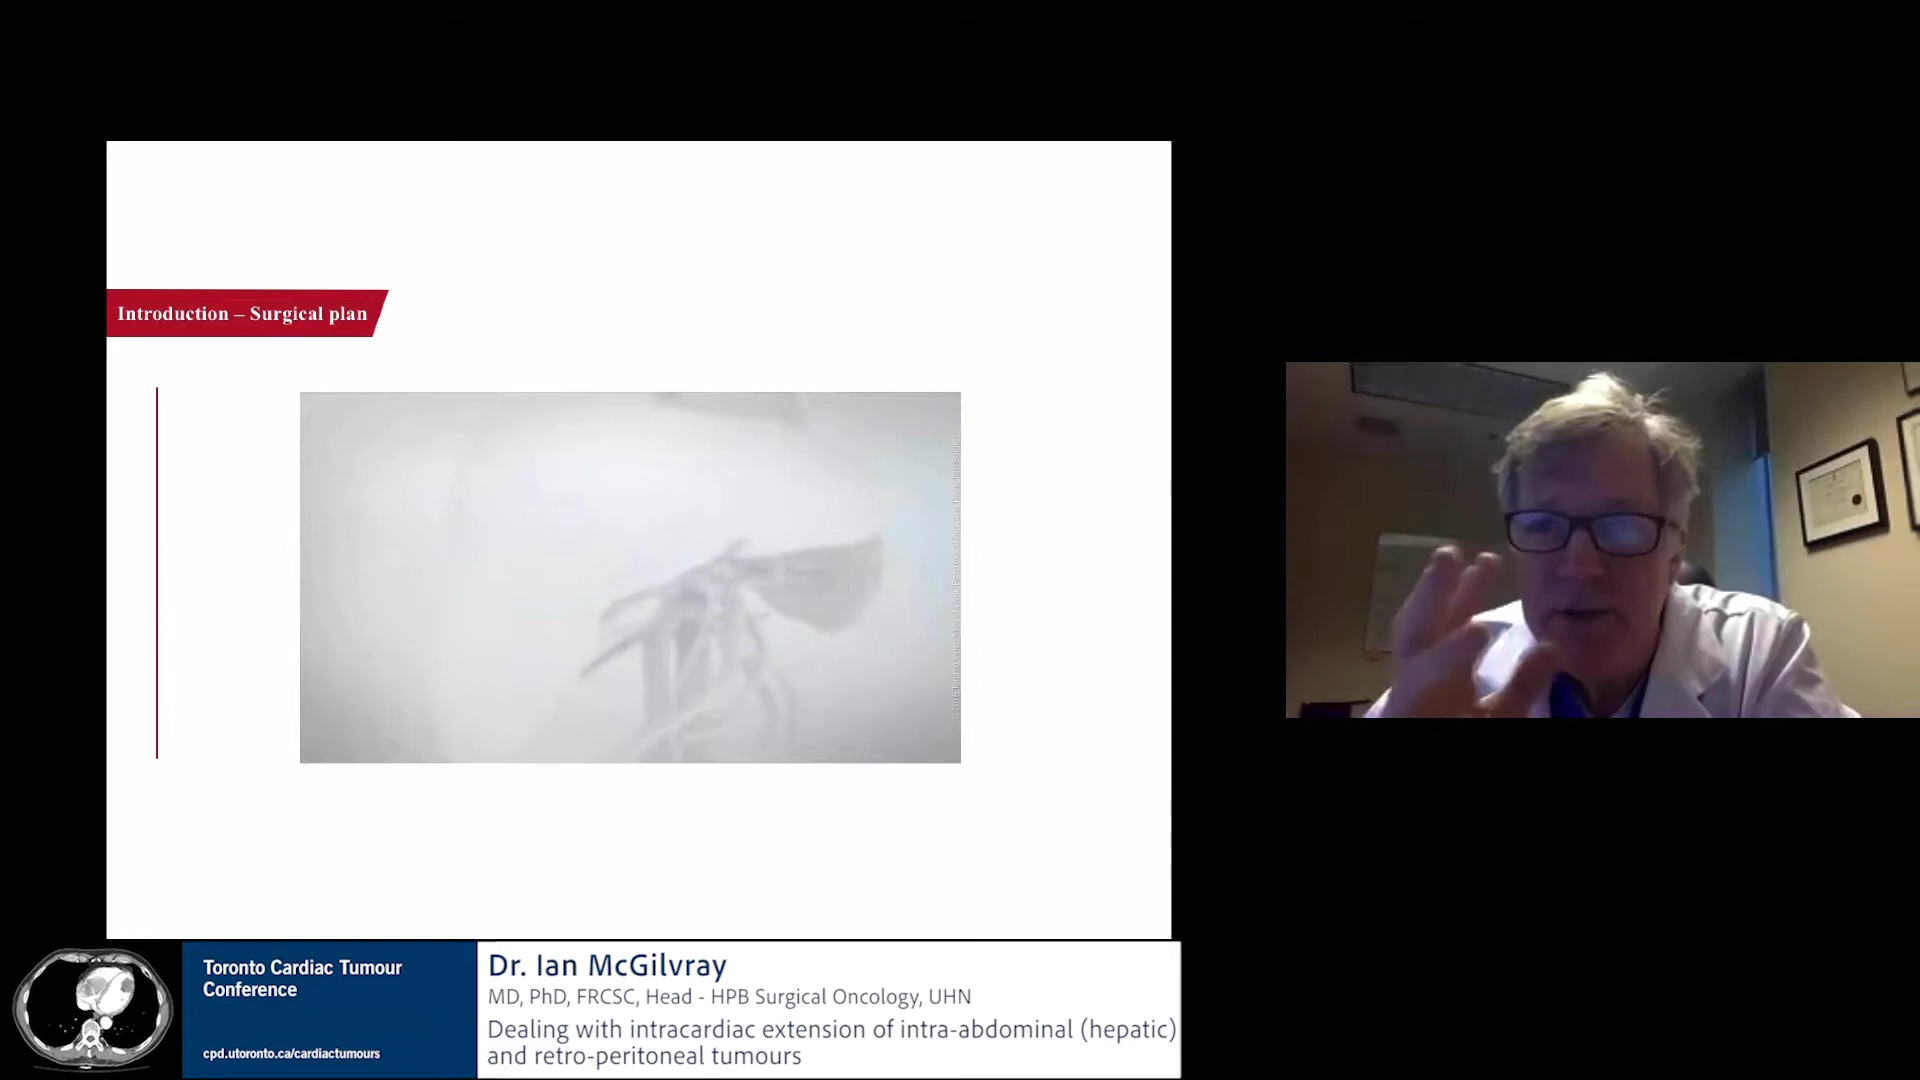 Introduction – Surgical plan
Toronto Cardiac Tumour
Conference
cpd.utoronto.ca/cardiactumours
Dr. Ian McGilvray
MD, PhD, FRCSC, Head - HPB Surgical Oncology, UHN
Dealing with intracardiac extension of intra-abdominal (hepatic)
and retro-peritoneal tumours